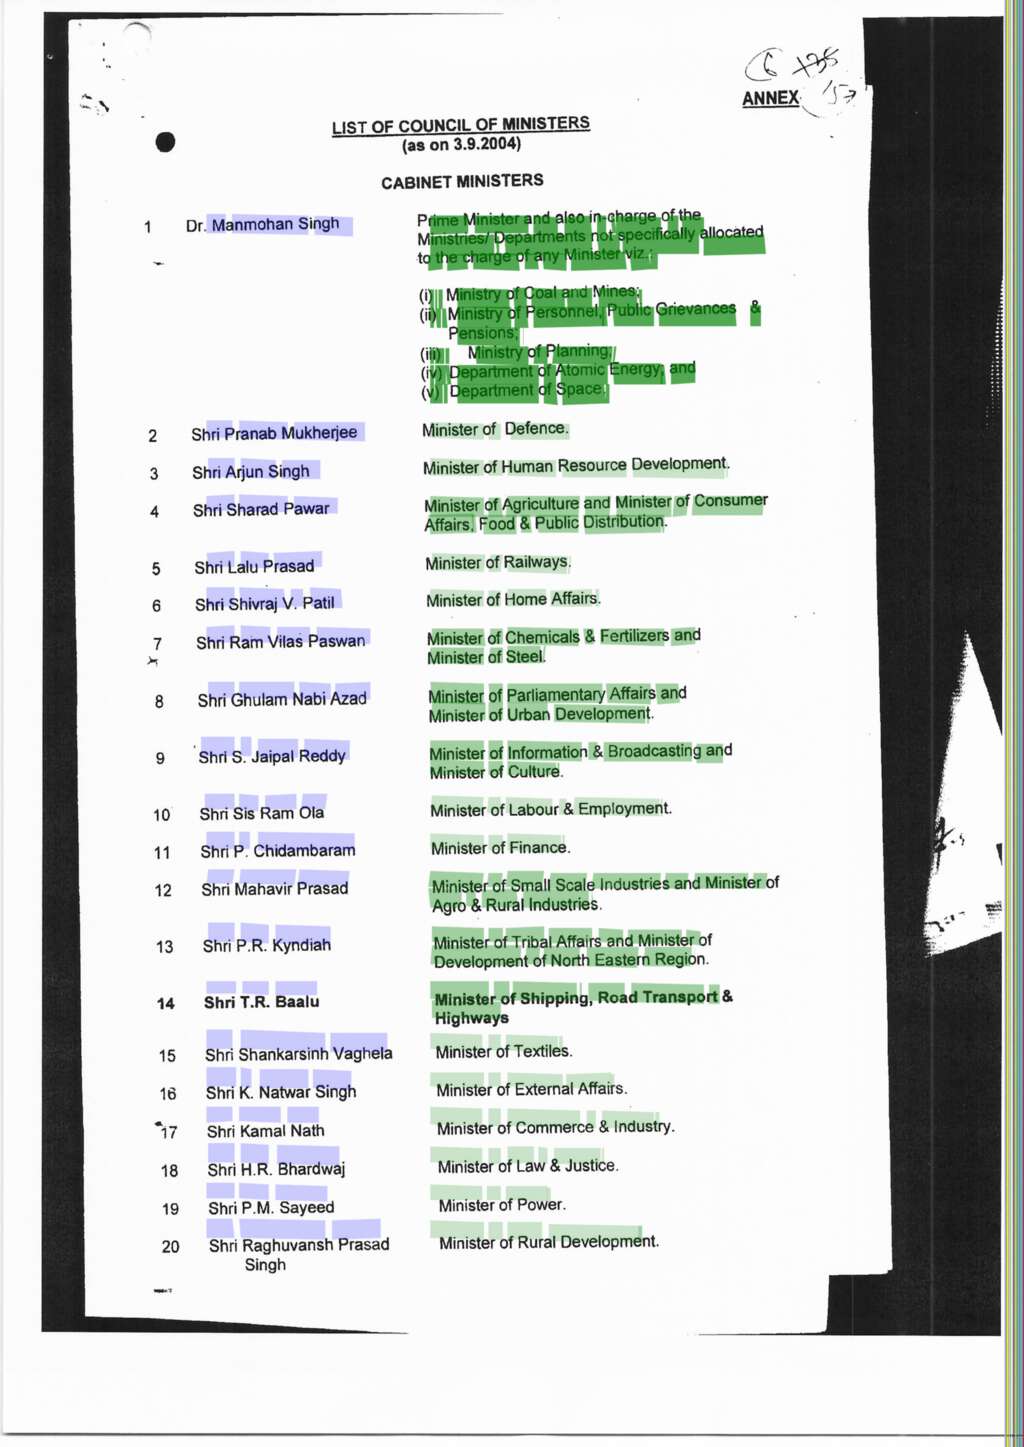 ANNEX
LIST OF COUNCIL OF MINISTERS
(as on 3.9.2004)
CABINET MINISTERS
1 Dr. Manmohan Singh Prime Minister and also in-charge of the
Ministries/ Departments not specifically allocated
to the charge of any Minister viz.:
(i) Ministry of Coal and Mines;
(ii) Ministry of Personnel, Public Grievances &
Pensions;
(iii) Ministry of Planning;
(iv) Department of Atomic Energy; and
(v) Department of Space.
2 Shri Pranab Mukherjee Minister of Defence.
3 Shri Arjun Singh Minister of Human Resource Development.
4 Shri Sharad Pawar Minister of Agriculture and Minister of Consumer
Affairs, Food & Public Distribution.
5 Shri Lalu Prasad Minister of Railways.
6 Shri Shivraj V. Patil Minister of Home Affairs.
7 Shri Ram Vilas Paswan Minister of Chemicals & Fertilizers and
Minister of Steel.
8 Shri Ghulam Nabi Azad Minister of Parliamentary Affairs and
Minister of Urban Development.
9 Shri S. Jaipal Reddy Minister of Information & Broadcasting and
Minister of Culture.
10 Shri Sis Ram Ola Minister of Labour & Employment.
11 Shri P. Chidambaram Minister of Finance.
12 Shri Mahavir Prasad Minister of Small Scale Industries and Minister of
Agro & Rural Industries.
13 Shri P.R. Kyndiah Minister of Tribal Affairs and Minister of
Development of North Eastern Region.
14 Shri T.R. Baalu Minister of Shipping, Road Transport &
Highways
15 Shri Shankarsinh Vaghela Minister of Textiles.
16 Shri K. Natwar Singh Minister of External Affairs.
17 Shri Kamal Nath Minister of Commerce & Industry.
18 Shri H.R. Bhardwaj Minister of Law & Justice.
19 Shri P.M. Sayeed Minister of Power.
20 Shri Raghuvansh Prasad Minister of Rural Development.
Singh